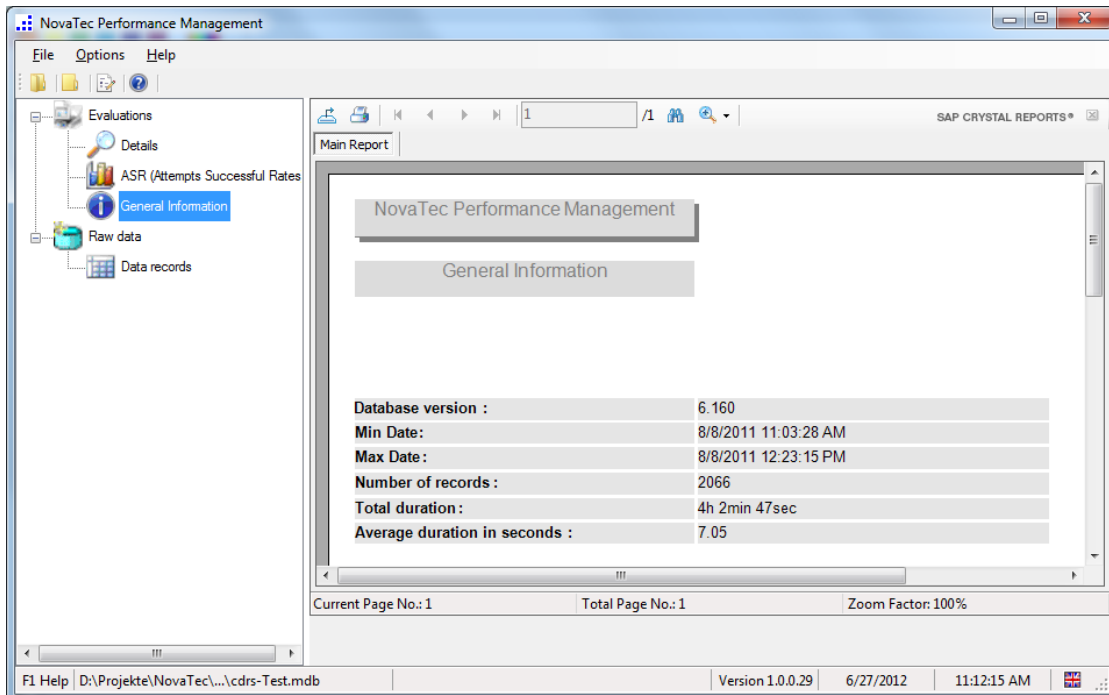 NovaTec Performance Management
File Options Help
Evaluations
Details
ASR (Attempts Successful Rates
General Information
Raw data
Data records
1 /1
SAP CRYSTAL REPORTS®
Main Report
NovaTec Performance Management
General Information
Database version : 6.160
Min Date: 8/8/2011 11:03:28 AM
Max Date: 8/8/2011 12:23:15 PM
Number of records : 2066
Total duration : 4h 2min 47sec
Average duration in seconds : 7.05
Current Page No.: 1 Total Page No.: 1 Zoom Factor: 100%
F1 Help D:\Projekte\NovaTec\...\cdrs-Test.mdb Version 1.0.0.29 6/27/2012 11:12:15 AM